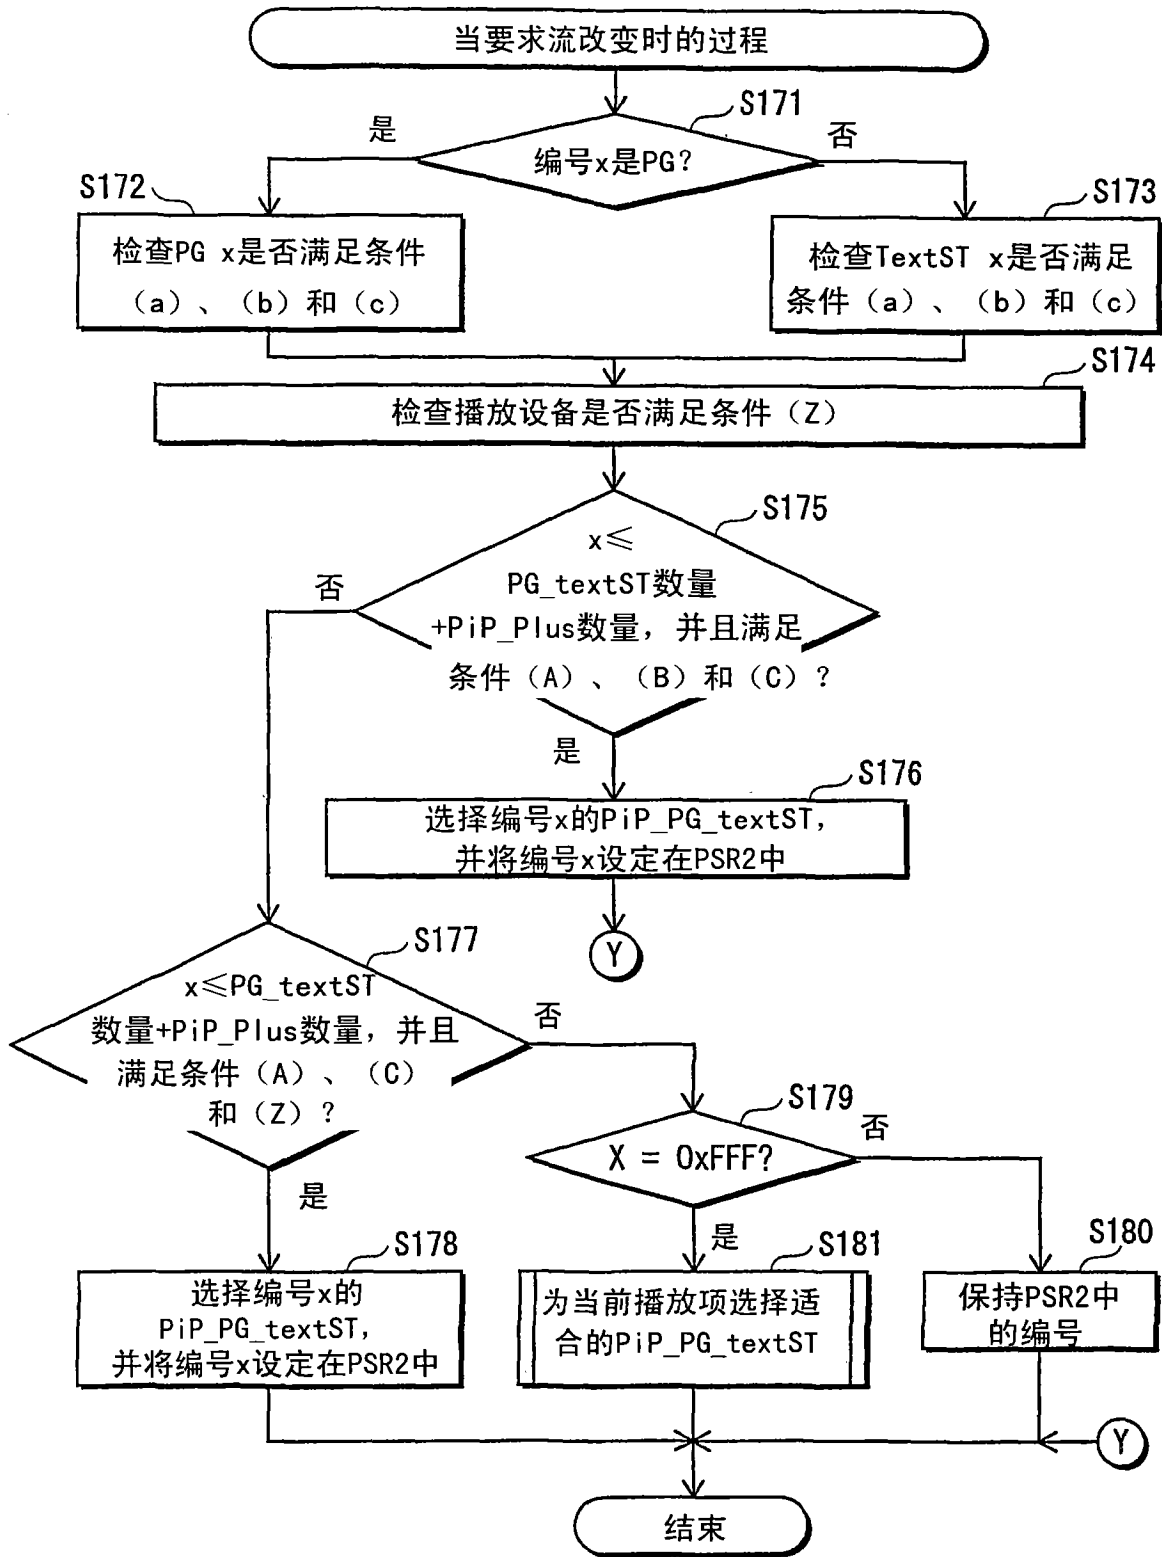 当要求流改变时的过程
S171
是
否
编号x是PG?
S172
S173
检查PG x是否满足条件
(a)、(b)和(c)
检查TextST x是否满足
条件(a)、(b)和(c)
S174
检查播放设备是否满足条件(Z)
S175
x≤
PG_textST数量
+PiP_Plus数量，并且满足
条件(A)、(B)和(C)?
否
是
S176
选择编号x的PiP_PG_textST,
并将编号x设定在PSR2中
Y
S177
x≤PG_textST
数量+PiP_Plus数量，并且
满足条件(A)、(C)
和(Z)?
否
是
S179
X = 0xFFF?
否
是
S178
选择编号x的
PiP_PG_textST,
并将编号x设定在PSR2中
S181
为当前播放项选择适
合的PiP_PG_textST
S180
保持PSR2中
的编号
Y
结束